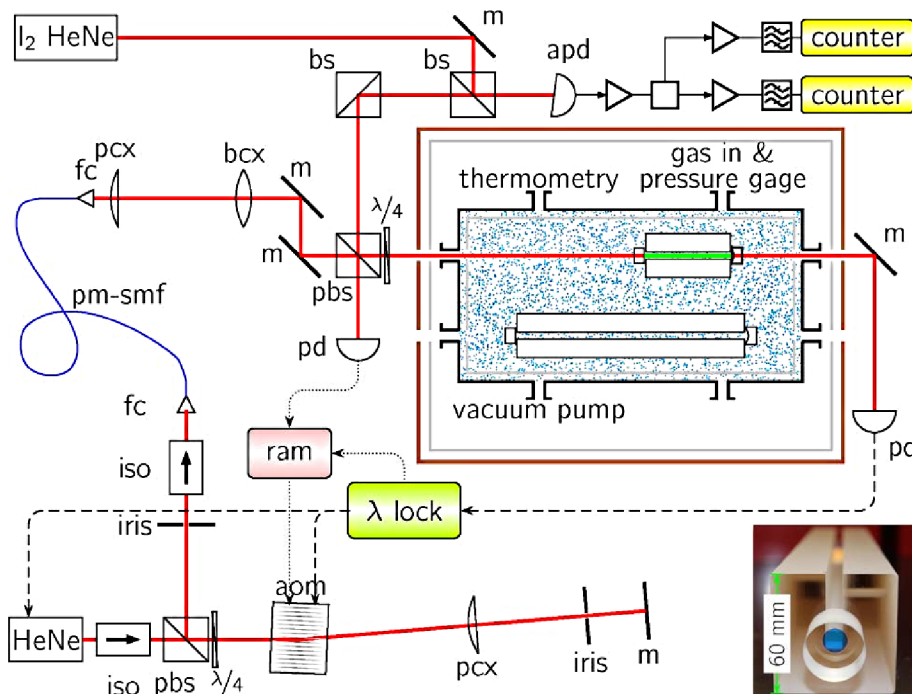 I₂ HeNe
m
bs
bs
apd
counter
counter
pcx
fc
bcx
m
m
λ/4
pbs
thermometry
gas in &
pressure gage
m
pm-smf
pd
vacuum pump
fc
iso
ram
pd
iris
λ lock
aom
HeNe
iso
pbs
λ/4
pcx
iris
m
60 mm